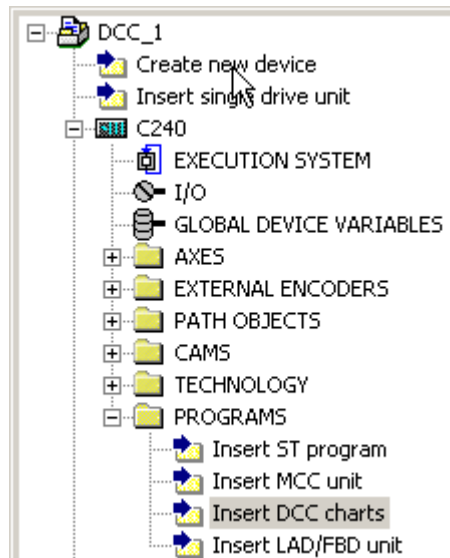 DCC_1
Create new device
Insert single drive unit
C240
EXECUTION SYSTEM
I/O
GLOBAL DEVICE VARIABLES
AXES
EXTERNAL ENCODERS
PATH OBJECTS
CAMS
TECHNOLOGY
PROGRAMS
Insert ST program
Insert MCC unit
Insert DCC charts
Insert LAD/FBD unit